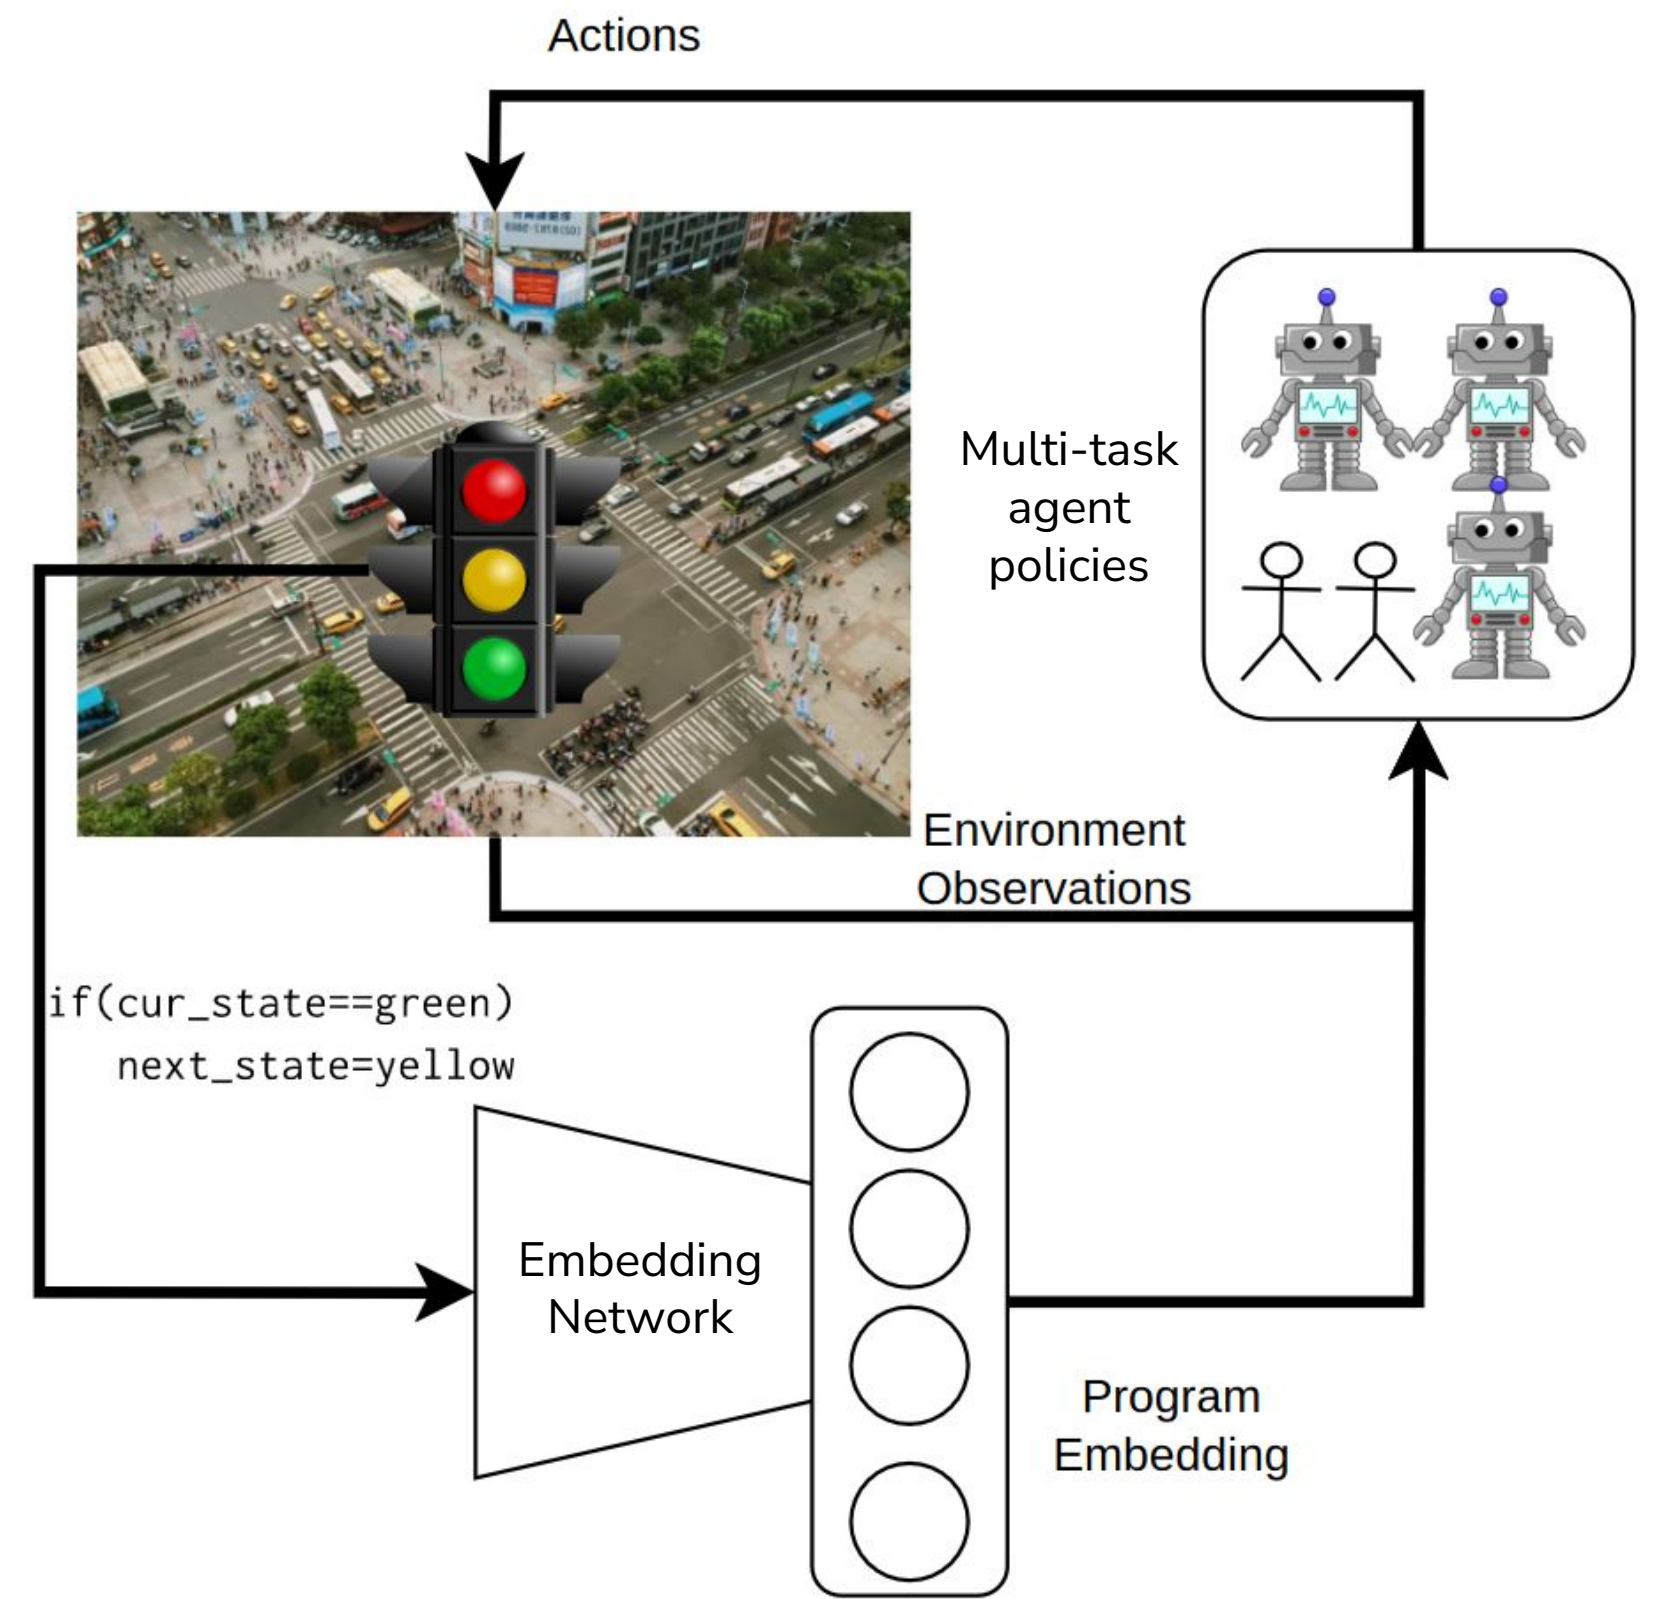 Actions
Multi-task
agent
policies
Environment
Observations
if(cur_state==green)
next_state=yellow
Embedding
Network
Program
Embedding